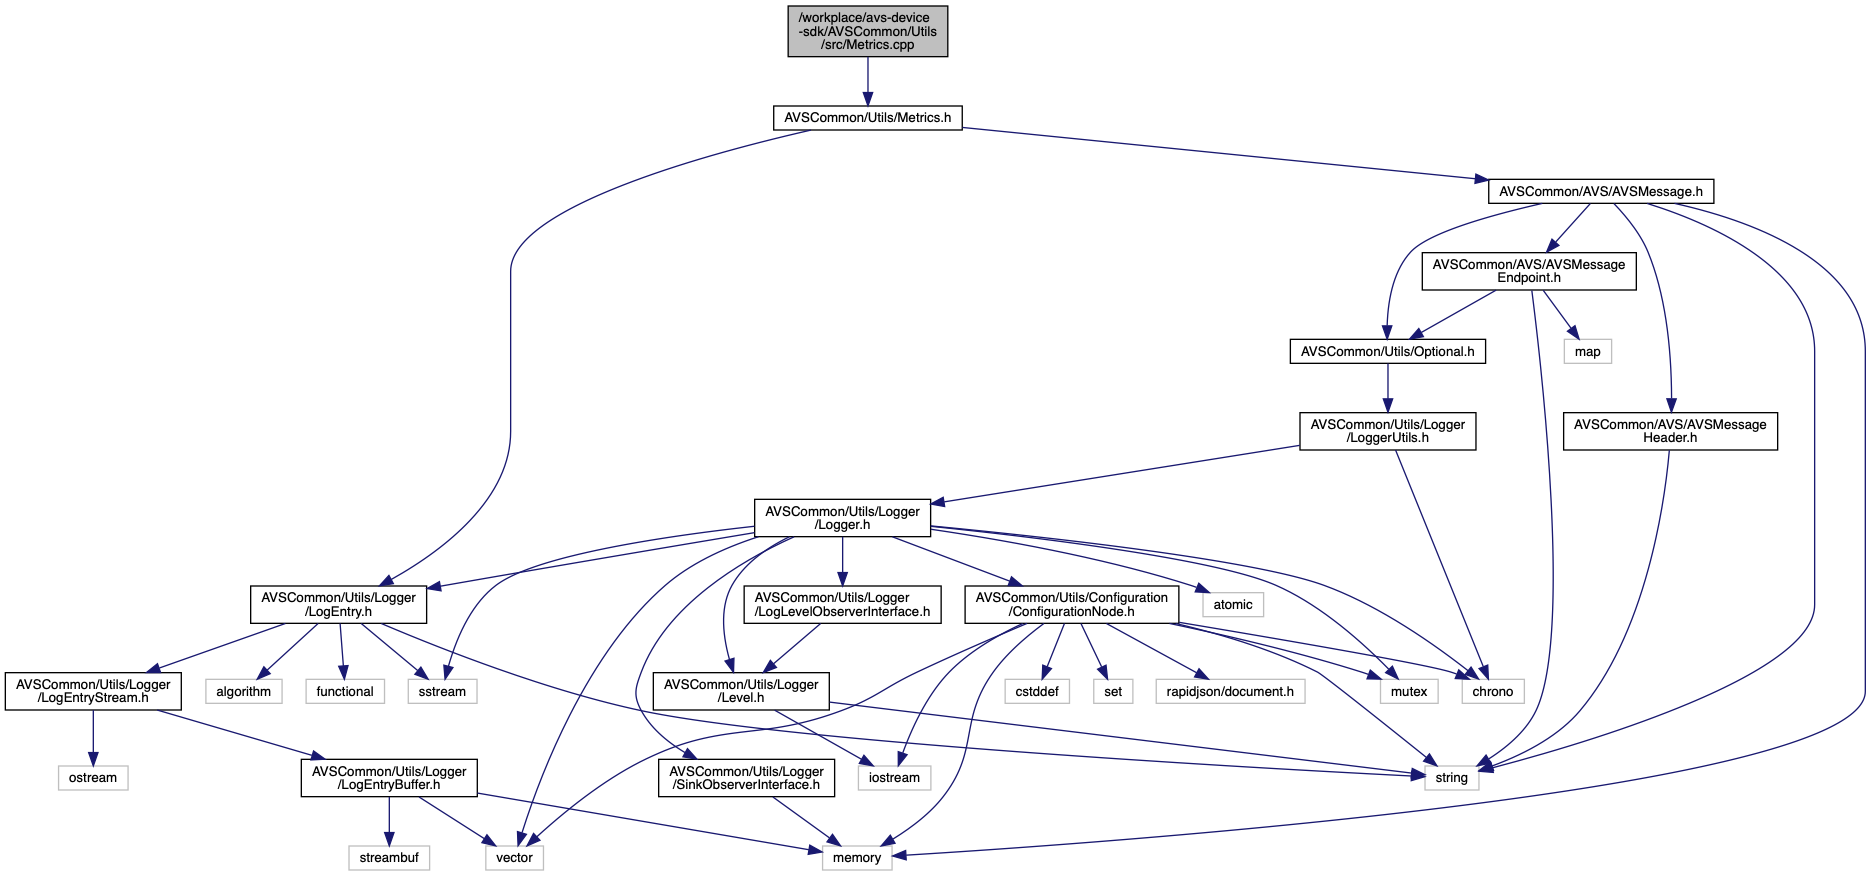 /workplace/avs-device
-sdk/AVSCommon/Utils
/src/Metrics.cpp
AVSCommon/Utils/Metrics.h
AVSCommon/AVS/AVSMessage.h
AVSCommon/AVS/AVSMessage
Endpoint.h
AVSCommon/Utils/Optional.h
map
AVSCommon/Utils/Logger
/LoggerUtils.h
AVSCommon/AVS/AVSMessage
Header.h
AVSCommon/Utils/Logger
/Logger.h
AVSCommon/Utils/Logger
/LogEntry.h
AVSCommon/Utils/Logger
/LogLevelObserverInterface.h
AVSCommon/Utils/Configuration
/ConfigurationNode.h
atomic
AVSCommon/Utils/Logger
/LogEntryStream.h
algorithm
functional
sstream
AVSCommon/Utils/Logger
/Level.h
cstddef
set
rapidjson/document.h
mutex
chrono
ostream
AVSCommon/Utils/Logger
/LogEntryBuffer.h
AVSCommon/Utils/Logger
/SinkObserverInterface.h
iostream
string
streambuf
vector
memory